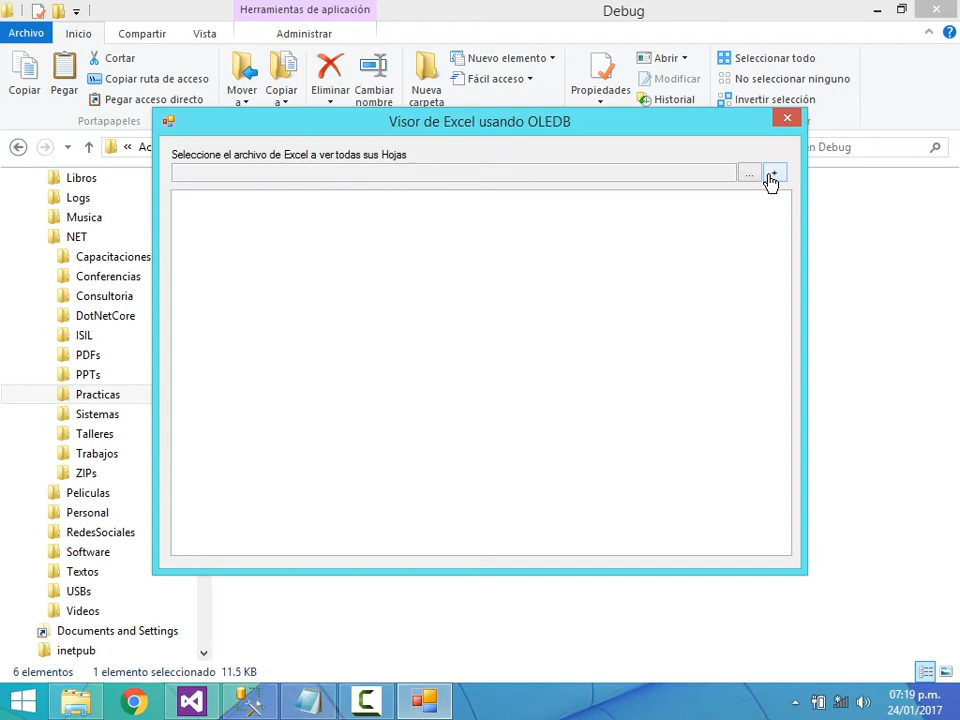 Herramientas de aplicación
Debug
Archivo
Inicio
Compartir
Vista
Administrar
Copiar
Pegar
Cortar
Copiar ruta de acceso
Pegar acceso directo
Portapapeles
Mover
a
Copiar
a
Eliminar
Cambiar
nombre
Nueva
carpeta
Nuevo elemento
Fácil acceso
Propiedades
Abrir
Modificar
Historial
Seleccionar todo
No seleccionar ninguno
Invertir selección
« Ac
en Debug
Visor de Excel usando OLEDB
Seleccione el archivo de Excel a ver todas sus Hojas
...
+
Libros
Logs
Musica
NET
Capacitaciones
Conferencias
Consultoria
DotNetCore
ISIL
PDFs
PPTs
Practicas
Sistemas
Talleres
Trabajos
ZIPs
Peliculas
Personal
RedesSociales
Software
Textos
USBs
Videos
Documents and Settings
inetpub
6 elementos
1 elemento seleccionado 11.5 KB
07:19 p.m.
24/01/2017